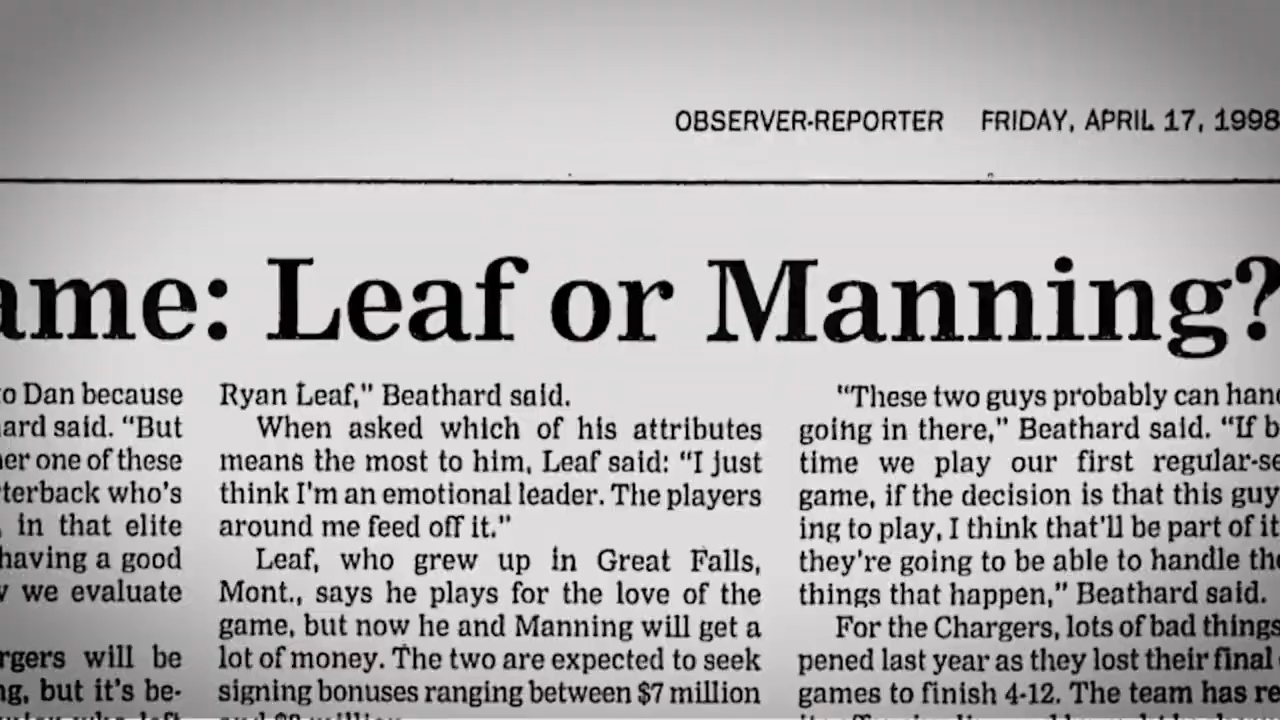 OBSERVER-REPORTER FRIDAY, APRIL 17, 1998
ame: Leaf or Manning?
o Dan because
ard said. "But
er one of these
terback who's
in that elite
having a good
we evaluate
rgers will be
ng, but it's be-
Ryan Leaf," Beathard said.
When asked which of his attributes
means the most to him, Leaf said: "I just
think I'm an emotional leader. The players
around me feed off it."
Leaf, who grew up in Great Falls,
Mont., says he plays for the love of the
game, but now he and Manning will get a
lot of money. The two are expected to seek
signing bonuses ranging between $7 million
"These two guys probably can han
going in there," Beathard said. "If b
time we play our first regular-se
game, if the decision is that this guy
ing to play, I think that'll be part of it
they're going to be able to handle th
things that happen," Beathard said.
For the Chargers, lots of bad things
pened last year as they lost their final
games to finish 4-12. The team has re